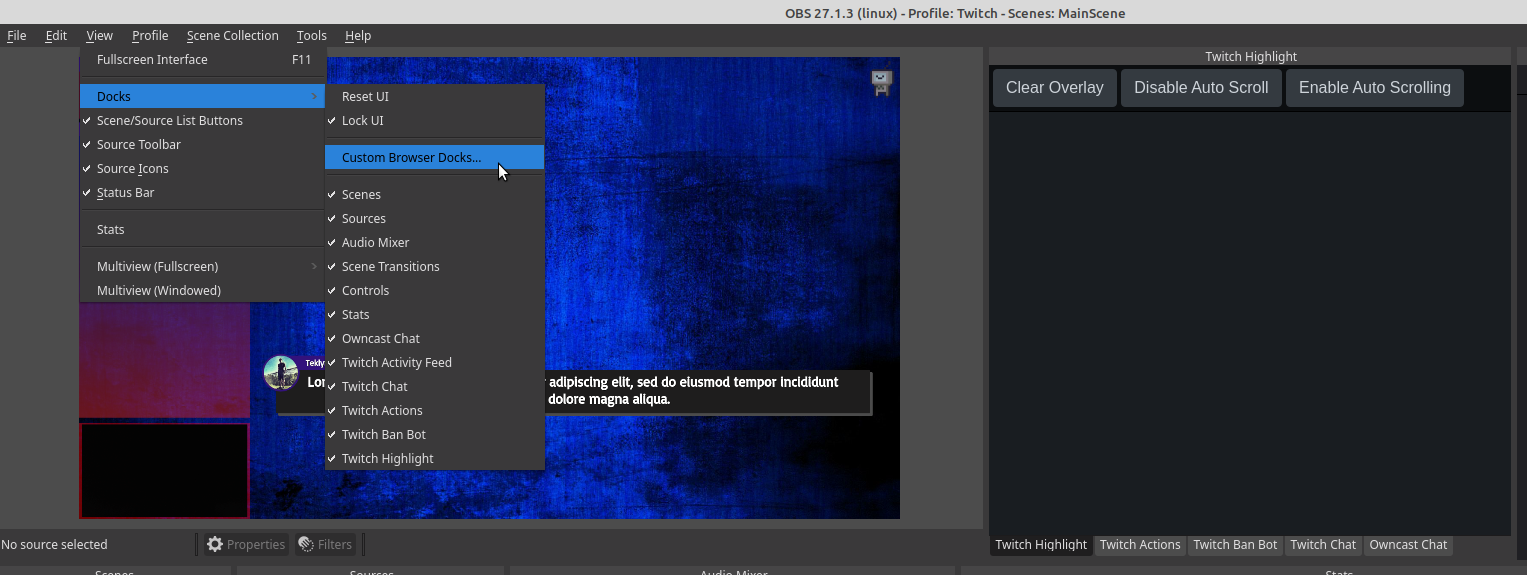 OBS 27.1.3 (linux) - Profile: Twitch - Scenes: MainScene
File Edit View Profile Scene Collection Tools Help
Fullscreen Interface F11
Docks
Scene/Source List Buttons
Source Toolbar
Source Icons
Status Bar
Stats
Multiview (Fullscreen)
Multiview (Windowed)
Reset UI
Lock UI
Custom Browser Docks...
Scenes
Sources
Audio Mixer
Scene Transitions
Controls
Stats
Owncast Chat
Twitch Activity Feed
Twitch Chat
Twitch Actions
Twitch Ban Bot
Twitch Highlight
adipiscing elit, sed do eiusmod tempor incididunt
dolore magna aliqua.
Twitch Highlight
Clear Overlay Disable Auto Scroll Enable Auto Scrolling
Twitch Highlight Twitch Actions Twitch Ban Bot Twitch Chat Owncast Chat
No source selected Properties Filters
Scenes Sources Audio Mixer Stats